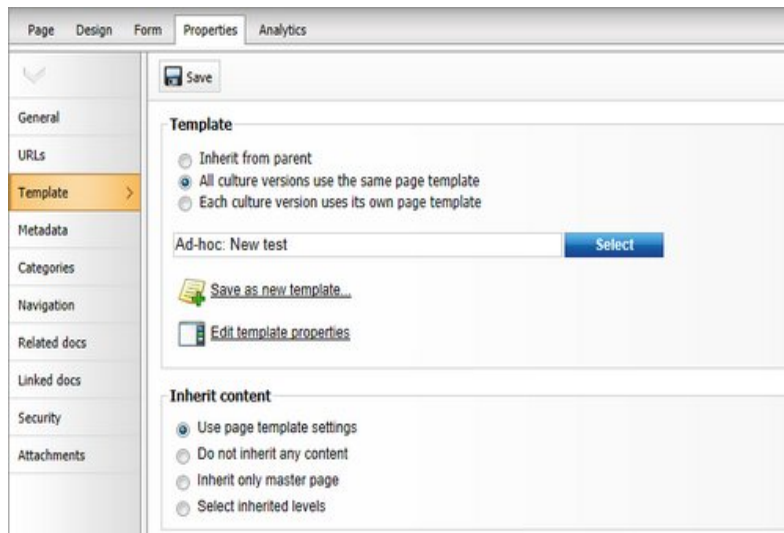 Page Design Form Properties Analytics
Save
General
URLs
Template
Metadata
Categories
Navigation
Related docs
Linked docs
Security
Attachments
Template
Inherit from parent
All culture versions use the same page template
Each culture version uses its own page template
Ad-hoc: New test Select
Save as new template...
Edit template properties
Inherit content
Use page template settings
Do not inherit any content
Inherit only master page
Select inherited levels